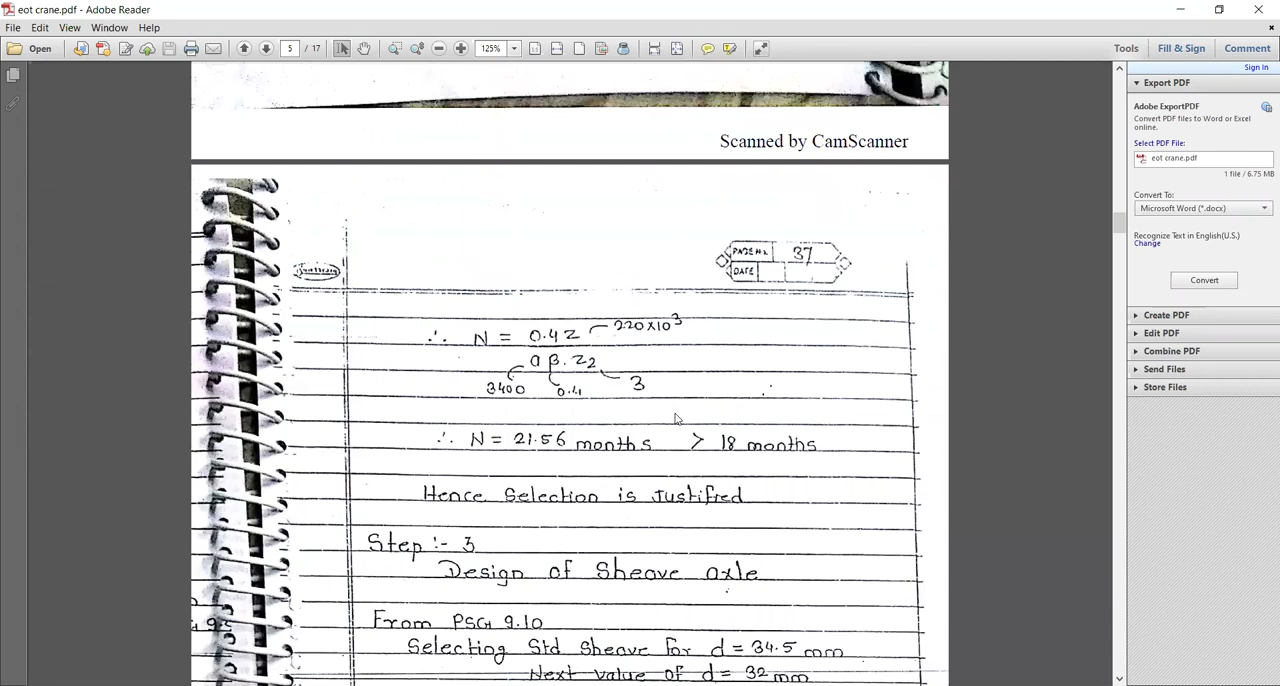 eot crane.pdf - Adobe Reader
File Edit View Window Help
Open 5 / 17 125% Tools Fill & Sign Comment
Sign In
Export PDF
Adobe ExportPDF
Convert PDF files to Word or Excel
online.
Select PDF File:
eot crane.pdf
1 file / 6.75 MB
Convert To:
Microsoft Word (*.docx)
Recognize Text in English(U.S.)
Change
Convert
Create PDF
Edit PDF
Combine PDF
Send Files
Store Files
Scanned by CamScanner
PAGE No. 37
DATE
∴ N = 0.4Z 220x10³
a β. Z2
3400 0.4 3
∴ N = 21.56 months > 18 months
Hence Selection is Justified
Step :- 3
Design of Sheave axle
From PSG 9.10
Selecting Std Sheave for d = 34.5 mm
Next value of d = 32 mm